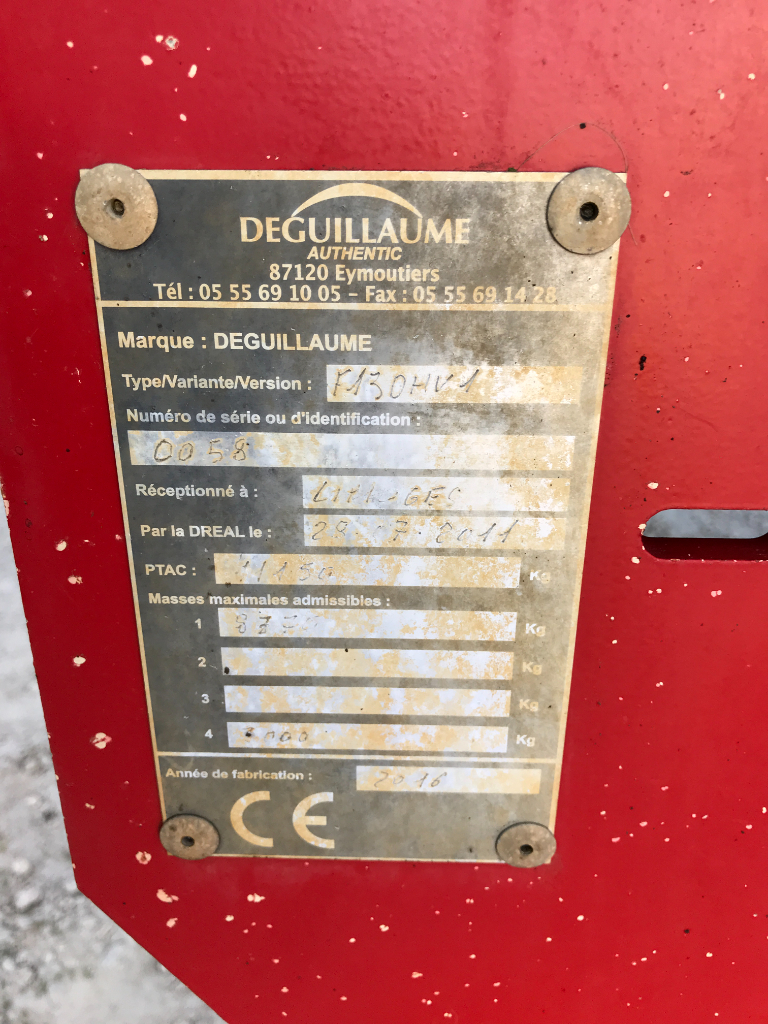 DEGUILLAUME
AUTHENTIC
87120 Eymoutiers
Tél : 05 55 69 10 05 - Fax : 05 55 69 14 28
Marque : DEGUILLAUME
Type/Variante/Version : F130HV1
Numéro de série ou d'identification :
0058
Réceptionné à :
Par la DREAL le : 2011
PTAC : Kg
Masses maximales admissibles :
1 Kg
2 Kg
3 Kg
4 Kg
Année de fabrication : 2016
CE